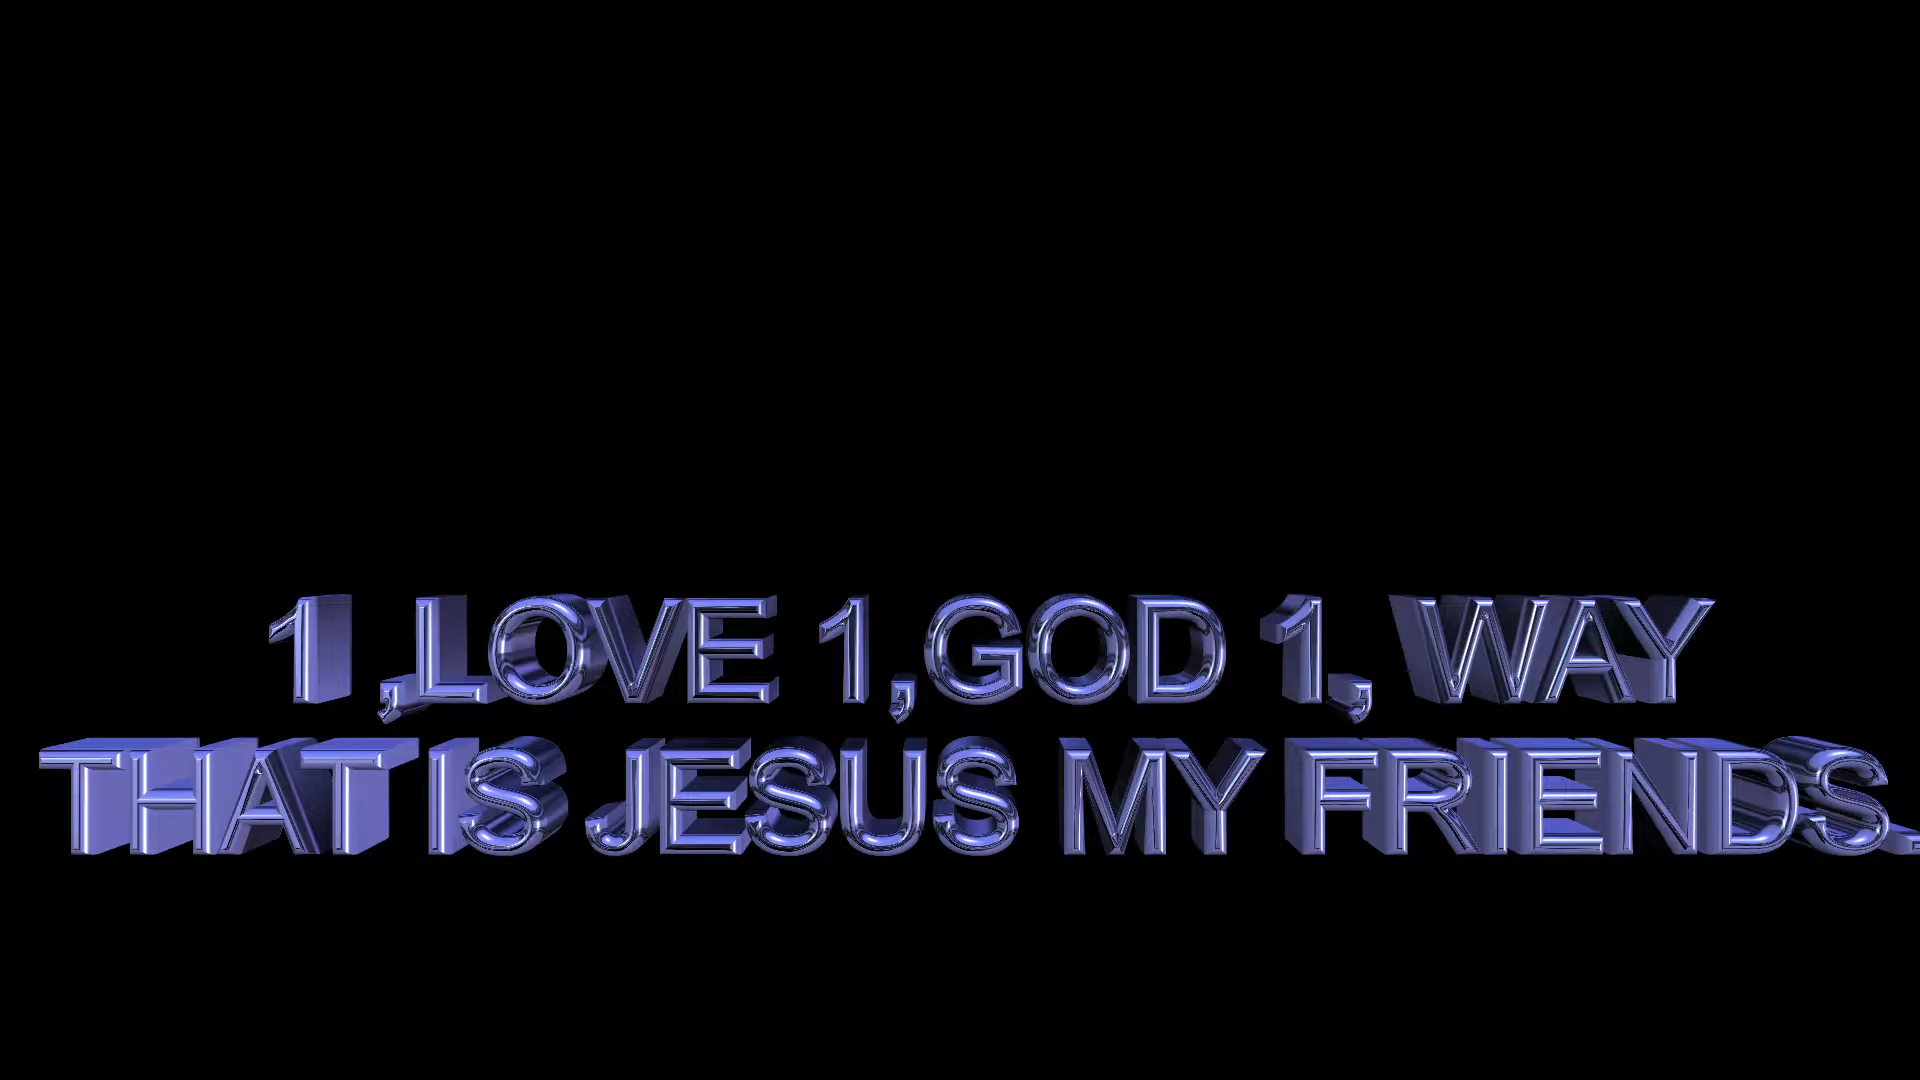 1 ,LOVE 1,GOD 1, WAY
THAT IS JESUS MY FRIENDS.